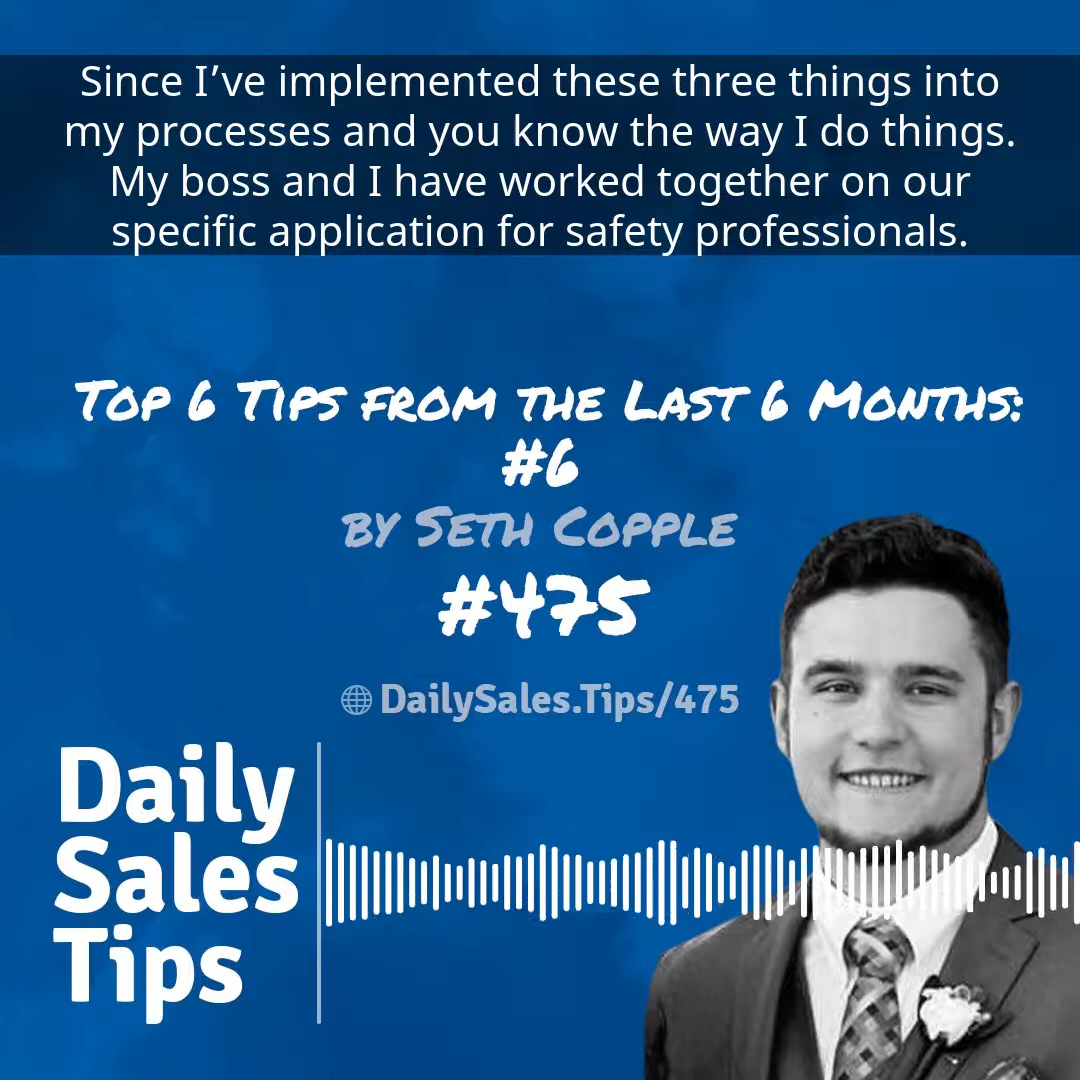 Since I’ve implemented these three things into
my processes and you know the way I do things.
My boss and I have worked together on our
specific application for safety professionals.
Top 6 Tips from the Last 6 Months:
#6
by Seth Copple
#475
DailySales.Tips/475
Daily
Sales
Tips